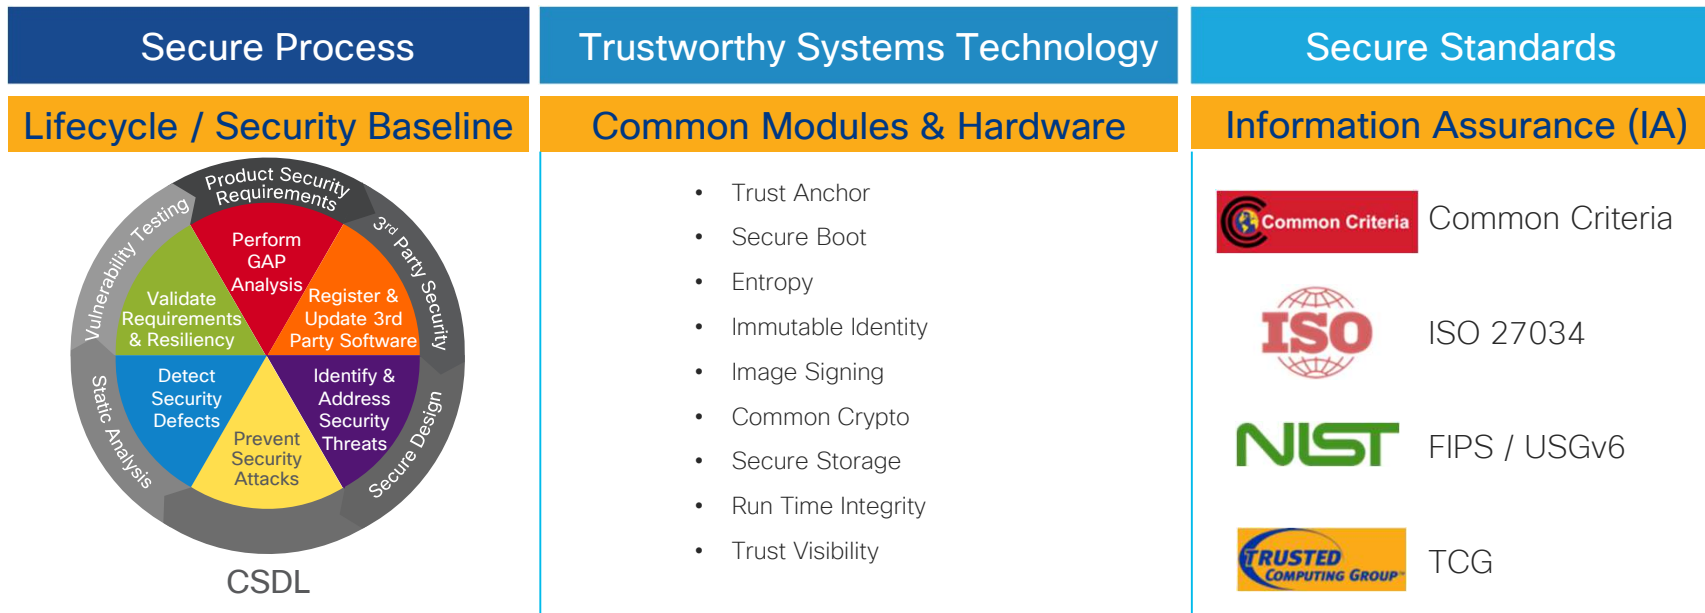 Secure Process
Trustworthy Systems Technology
Secure Standards
Lifecycle / Security Baseline
Common Modules & Hardware
Information Assurance (IA)
Product Security
Requirements
3rd Party Security
Secure Design
Static Analysis
Vulnerability Testing
Perform
GAP
Analysis
Register &
Update 3rd
Party Software
Identify &
Address
Security
Threats
Prevent
Security
Attacks
Detect
Security
Defects
Validate
Requirements
& Resiliency
CSDL
• Trust Anchor
• Secure Boot
• Entropy
• Immutable Identity
• Image Signing
• Common Crypto
• Secure Storage
• Run Time Integrity
• Trust Visibility
Common Criteria
Common Criteria
ISO
ISO 27034
NIST
FIPS / USGv6
TRUSTED
COMPUTING GROUP™
TCG